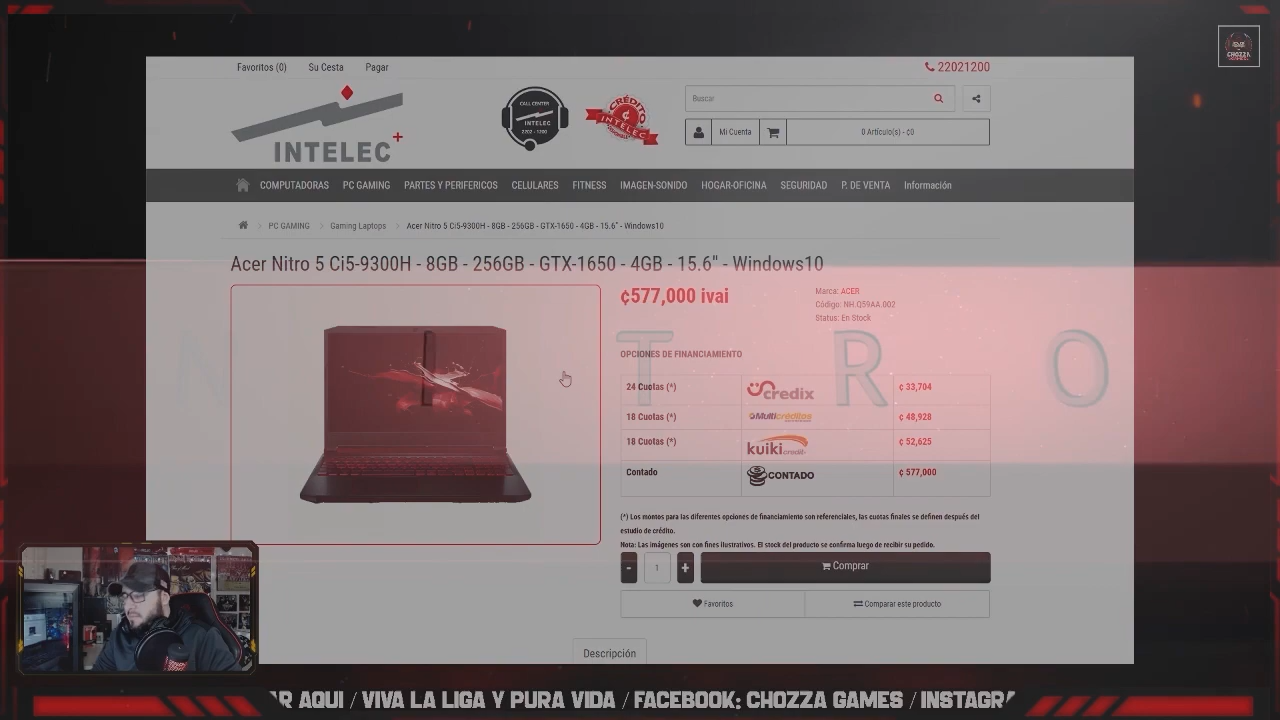 Favoritos (0) Su Cesta Pagar 22021200
CHOZZA
CALL CENTER
INTELEC
2202 - 1200
CRÉDITO
INTELEC
Buscar
Mi Cuenta 0 Artículo(s) - ¢0
INTELEC
COMPUTADORAS PC GAMING PARTES Y PERIFERICOS CELULARES FITNESS IMAGEN-SONIDO HOGAR-OFICINA SEGURIDAD P. DE VENTA Información
PC GAMING Gaming Laptops Acer Nitro 5 Ci5-9300H - 8GB - 256GB - GTX-1650 - 4GB - 15.6" - Windows10
Acer Nitro 5 Ci5-9300H - 8GB - 256GB - GTX-1650 - 4GB - 15.6" - Windows10
¢577,000 ivai
Marca: ACER
Código: NH.Q59AA.002
Status: En Stock
N T R O
OPCIONES DE FINANCIAMIENTO
24 Cuotas (*) Credix ¢ 33,704
18 Cuotas (*) Multicréditos ¢ 48,928
18 Cuotas (*) kuiki credit ¢ 52,625
Contado CONTADO ¢ 577,000
(*) Los montos para las diferentes opciones de financiamiento son referenciales, las cuotas finales se definen después del
estudio de crédito.
Nota: Las imágenes son con fines ilustrativos. El stock del producto se confirma luego de recibir su pedido.
- 1 + Comprar
Favoritos Comparar este producto
Descripción
R AQUI / VIVA LA LIGA Y PURA VIDA / FACEBOOK: CHOZZA GAMES / INSTAGR